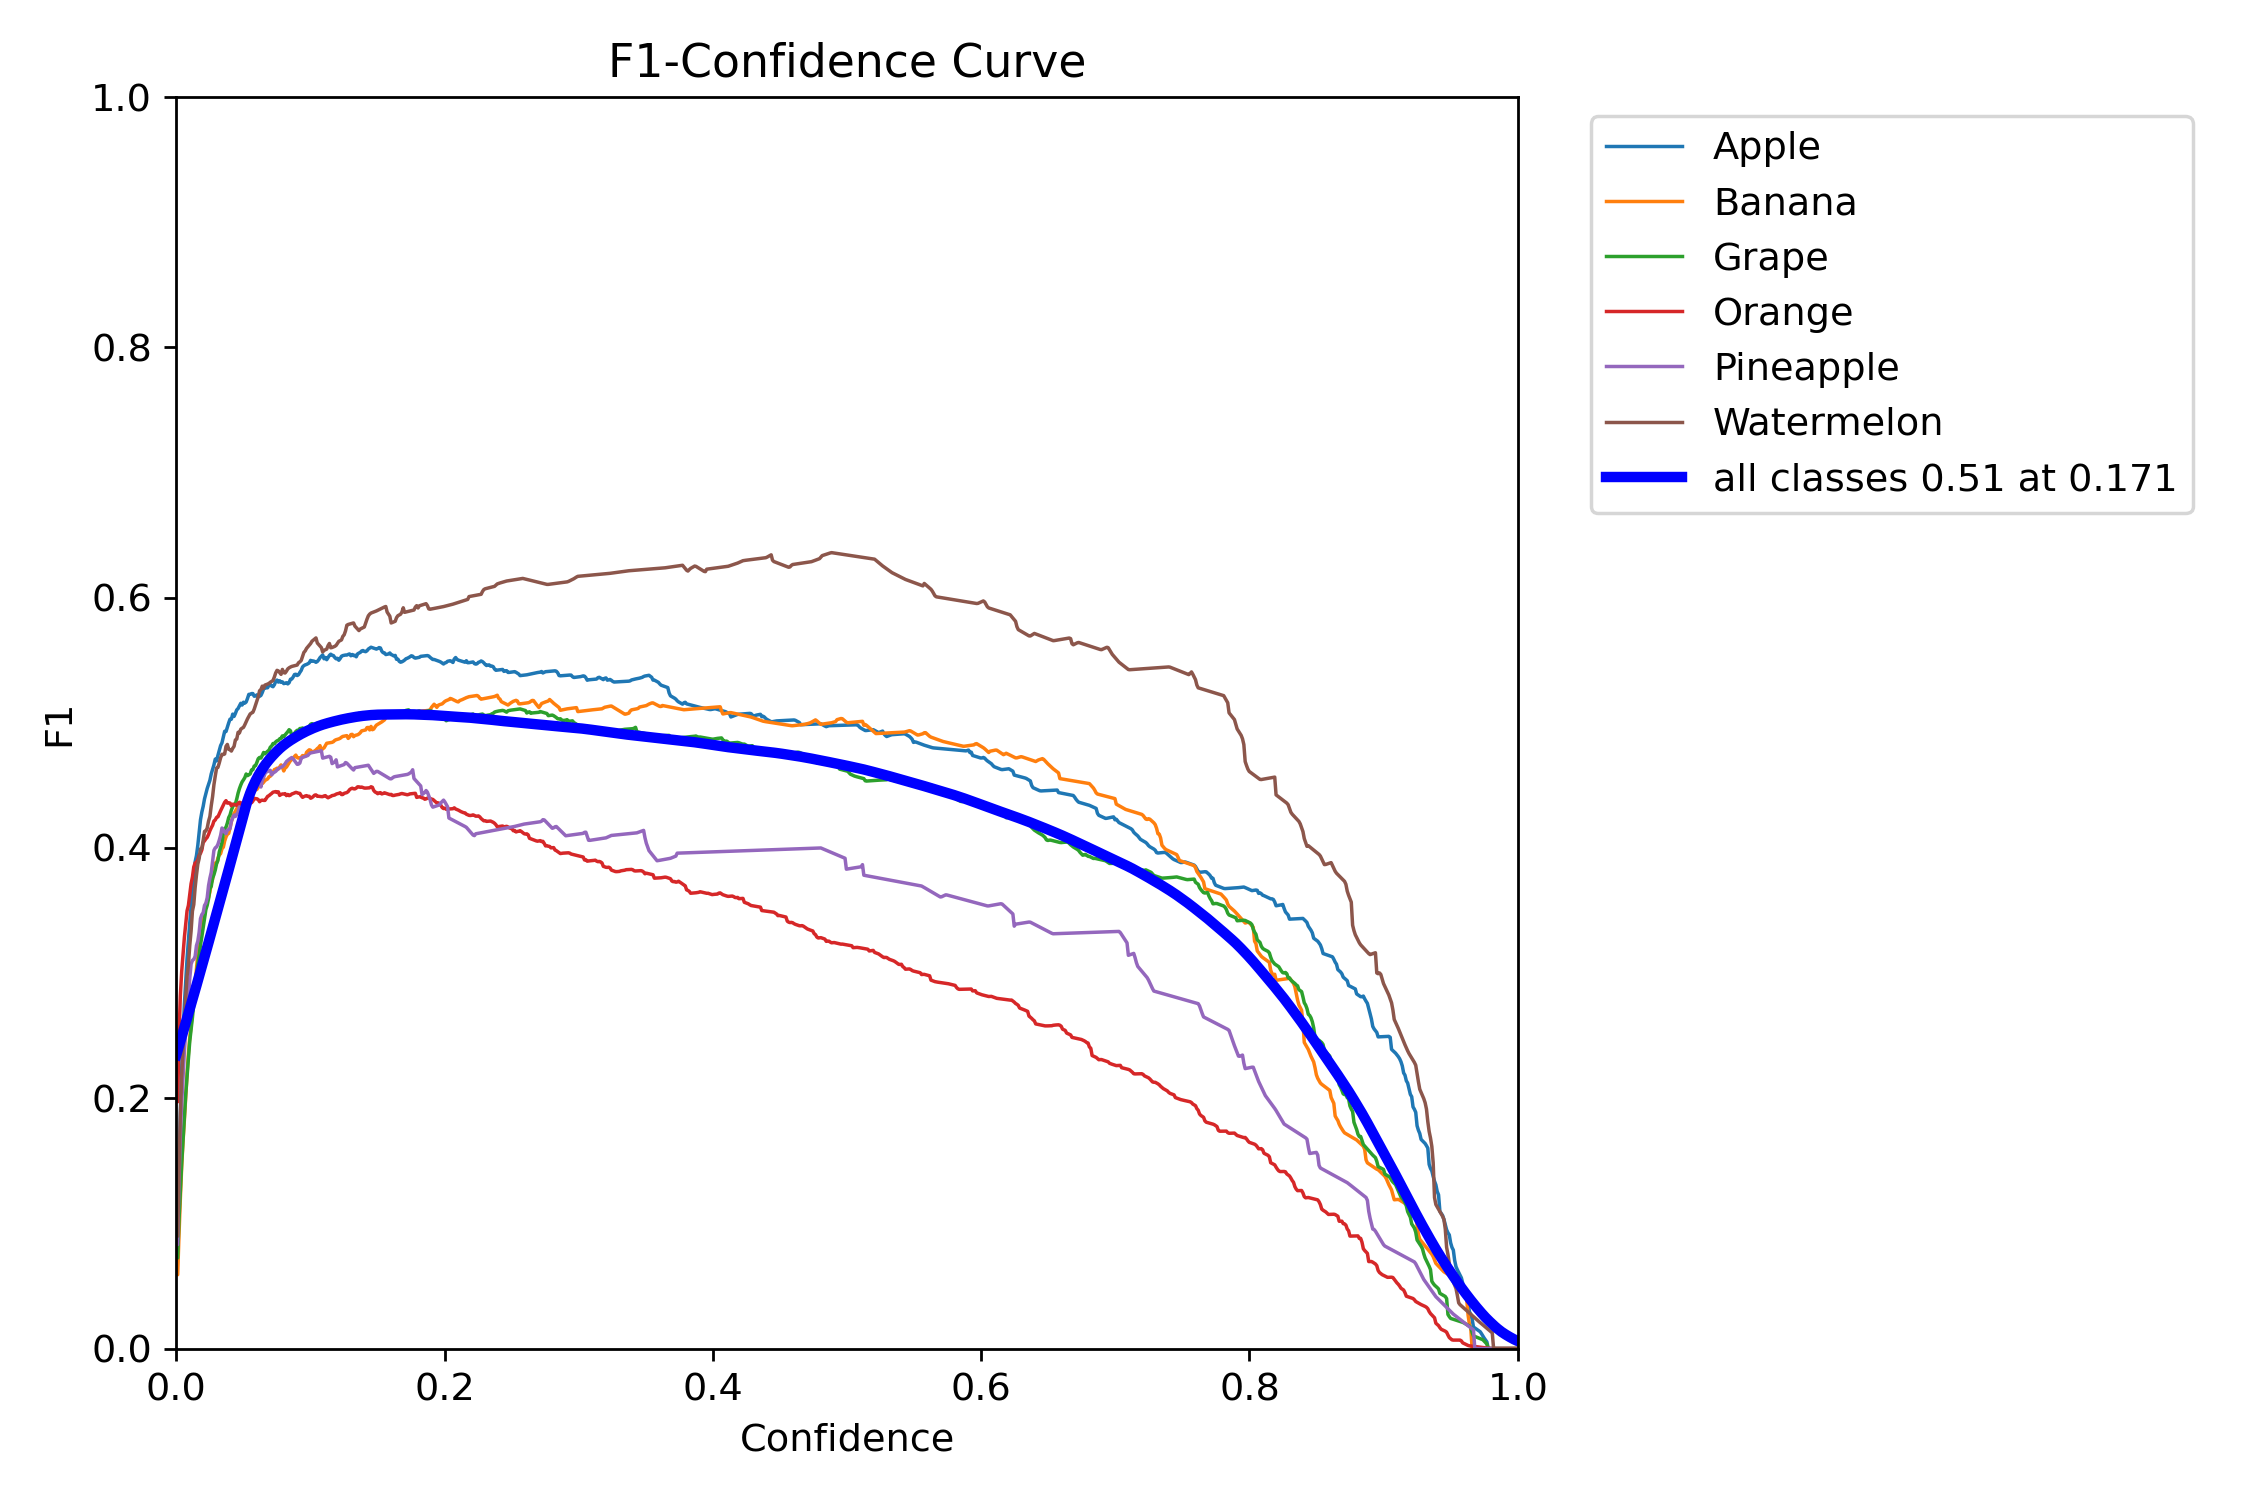 F1-Confidence Curve
1.0
0.8
0.6
0.4
0.2
0.0
F1
0.0 0.2 0.4 0.6 0.8 1.0
Confidence
Apple
Banana
Grape
Orange
Pineapple
Watermelon
all classes 0.51 at 0.171